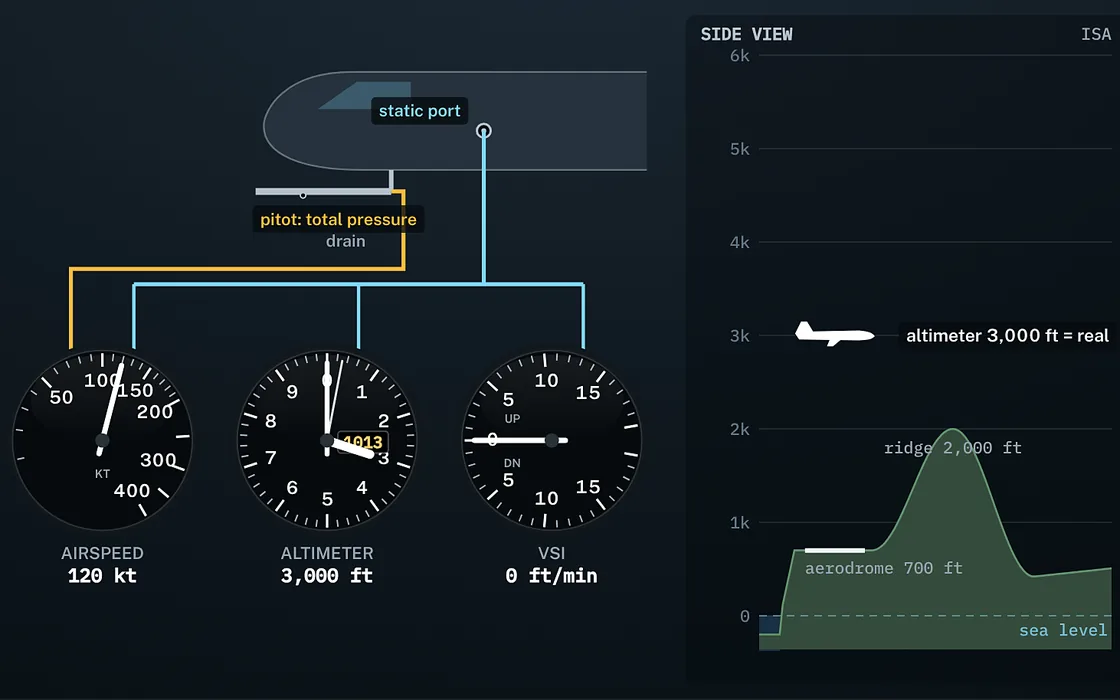 SIDE VIEW
ISA
6k
5k
4k
3k
2k
1k
0
altimeter 3,000 ft = real
ridge 2,000 ft
aerodrome 700 ft
sea level
static port
pitot: total pressure
drain
50
100
150
200
300
400
KT
AIRSPEED
120 kt
0
1
2
3
4
5
6
7
8
9
1013
ALTIMETER
3,000 ft
0
5
10
15
UP
DN
5
10
15
VSI
0 ft/min